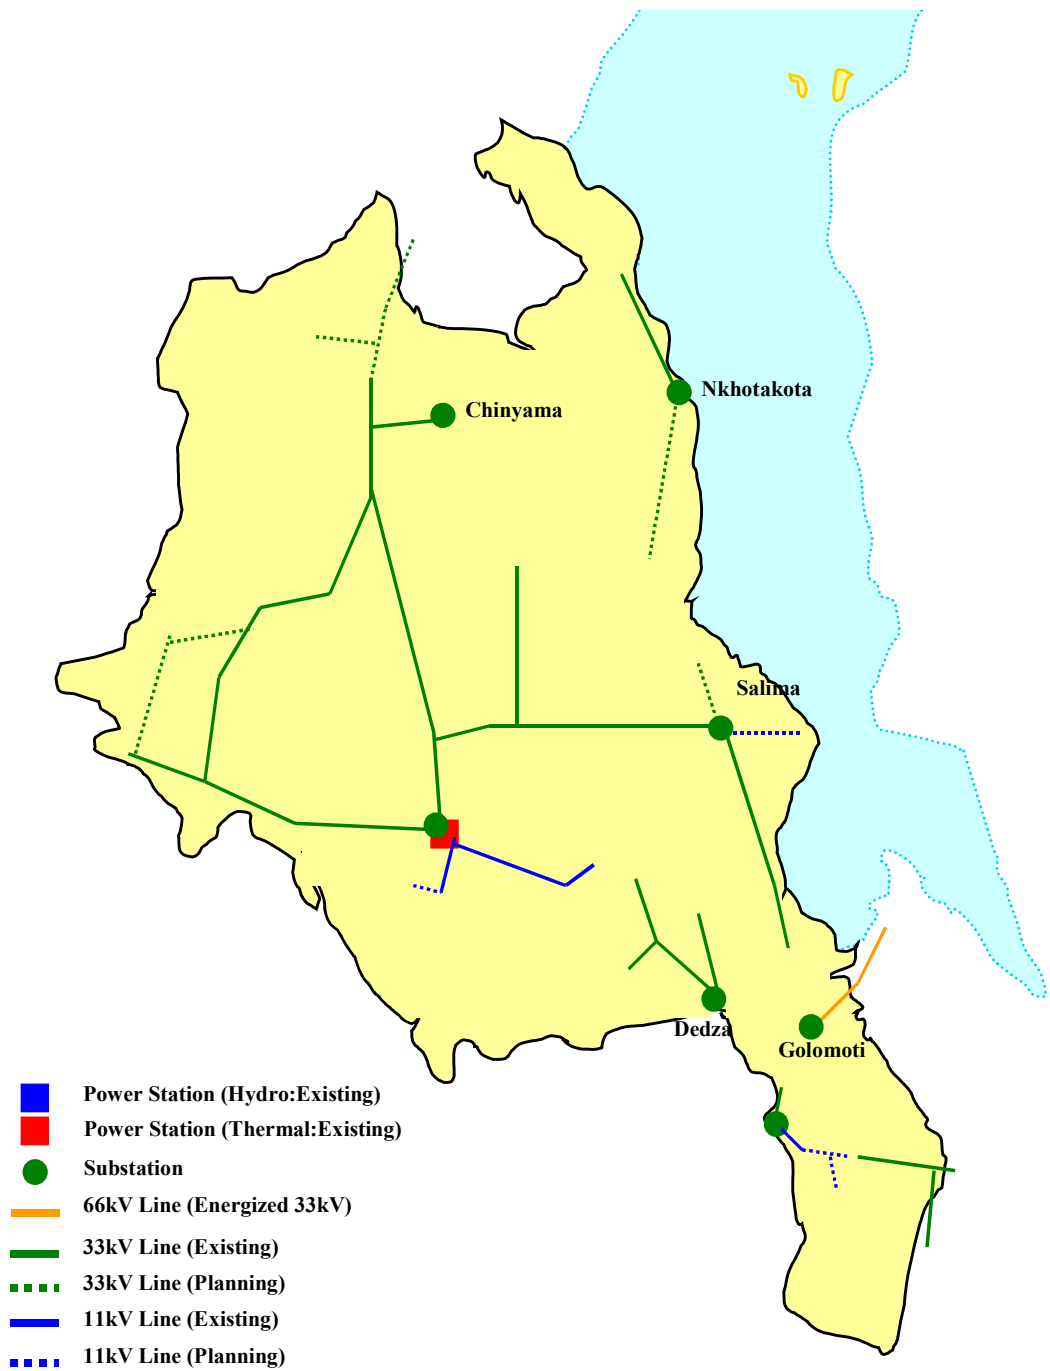 Nkhotakota
Chinyama
Salima
Dedza
Golomoti
Power Station (Hydro:Existing)
Power Station (Thermal:Existing)
Substation
66kV Line (Energized 33kV)
33kV Line (Existing)
33kV Line (Planning)
11kV Line (Existing)
11kV Line (Planning)